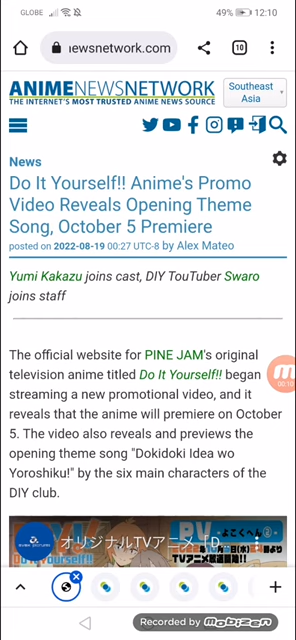 GLOBE 49% 12:10
ıewsnetwork.com 10
ANIMENEWSNETWORK
THE INTERNET'S MOST TRUSTED ANIME NEWS SOURCE
Southeast
Asia
News
Do It Yourself!! Anime's Promo
Video Reveals Opening Theme
Song, October 5 Premiere
posted on 2022-08-19 00:27 UTC-8 by Alex Mateo
Yumi Kakazu joins cast, DIY TouTuber Swaro
joins staff
The official website for PINE JAM's original
television anime titled Do It Yourself!! began
streaming a new promotional video, and it
reveals that the anime will premiere on October
5. The video also reveals and previews the
opening theme song "Dokidoki Idea wo
Yoroshiku!" by the six main characters of the
DIY club.
00:10
オリジナルTVアニメ「D
PV
Recorded by mobizen